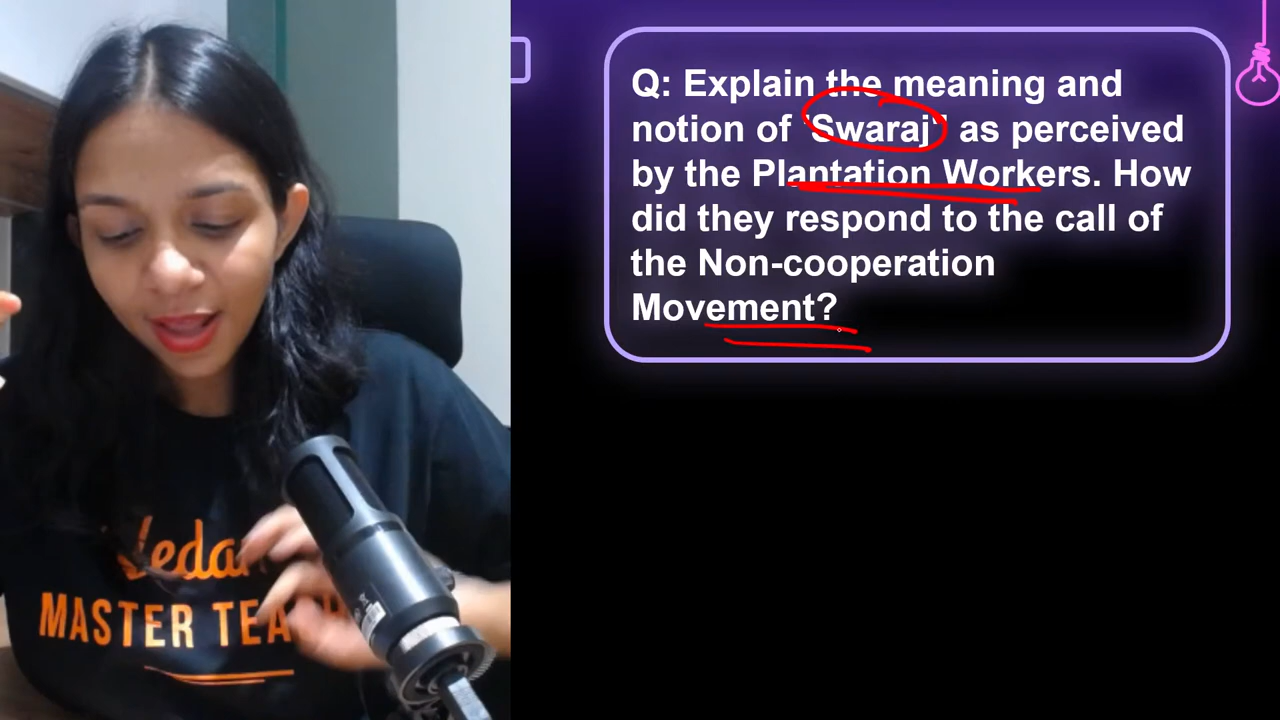 Q: Explain the meaning and
notion of 'Swaraj' as perceived
by the Plantation Workers. How
did they respond to the call of
the Non-cooperation
Movement?
MASTER